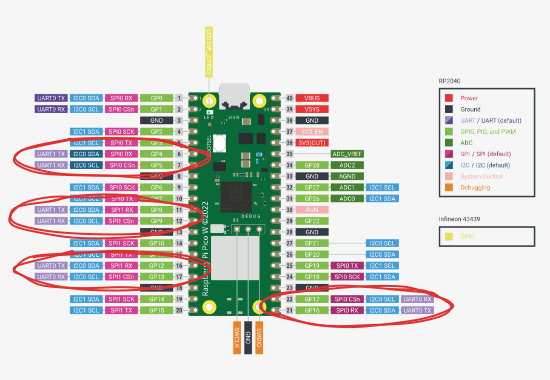 LED (WL_GPIO0)
USB
RP2040
UART0 TX I2C0 SDA SPI0 RX GP0 1
UART0 RX I2C0 SCL SPI0 CSn GP1 2
GND 3
I2C1 SDA SPI0 SCK GP2 4
I2C1 SCL SPI0 TX GP3 5
UART1 TX I2C0 SDA SPI0 RX GP4 6
UART1 RX I2C0 SCL SPI0 CSn GP5 7
GND 8
I2C1 SDA SPI0 SCK GP6 9
I2C1 SCL SPI0 TX GP7 10
UART1 TX I2C0 SDA SPI1 RX GP8 11
UART1 RX I2C0 SCL SPI1 CSn GP9 12
GND 13
I2C1 SDA SPI1 SCK GP10 14
I2C1 SCL SPI1 TX GP11 15
UART0 TX I2C0 SDA SPI1 RX GP12 16
UART0 RX I2C0 SCL SPI1 CSn GP13 17
GND 18
I2C1 SDA SPI1 SCK GP14 19
I2C1 SCL SPI1 TX GP15 20
LED
BOOTSEL
DEBUG
Raspberry Pi Pico W ©2022
40 VBUS
39 VSYS
38 GND
37 3V3_EN
36 3V3(OUT)
35 ADC_VREF
34 GP28 ADC2
33 GND AGND
32 GP27 ADC1 I2C1 SCL
31 GP26 ADC0 I2C1 SDA
30 RUN
29 GP22
28 GND
27 GP21 I2C0 SCL
26 GP20 I2C0 SDA
25 GP19 SPI0 TX I2C1 SCL
24 GP18 SPI0 SCK I2C1 SDA
23 GND
22 GP17 SPI0 CSn I2C0 SCL UART0 RX
21 GP16 SPI0 RX I2C0 SDA UART0 TX
SWCLK
GND
SWDIO
Power
Ground
UART / UART (default)
GPIO, PIO, and PWM
ADC
SPI / SPI (default)
I2C / I2C (default)
System Control
Debugging
Infineon 43439
GPIO